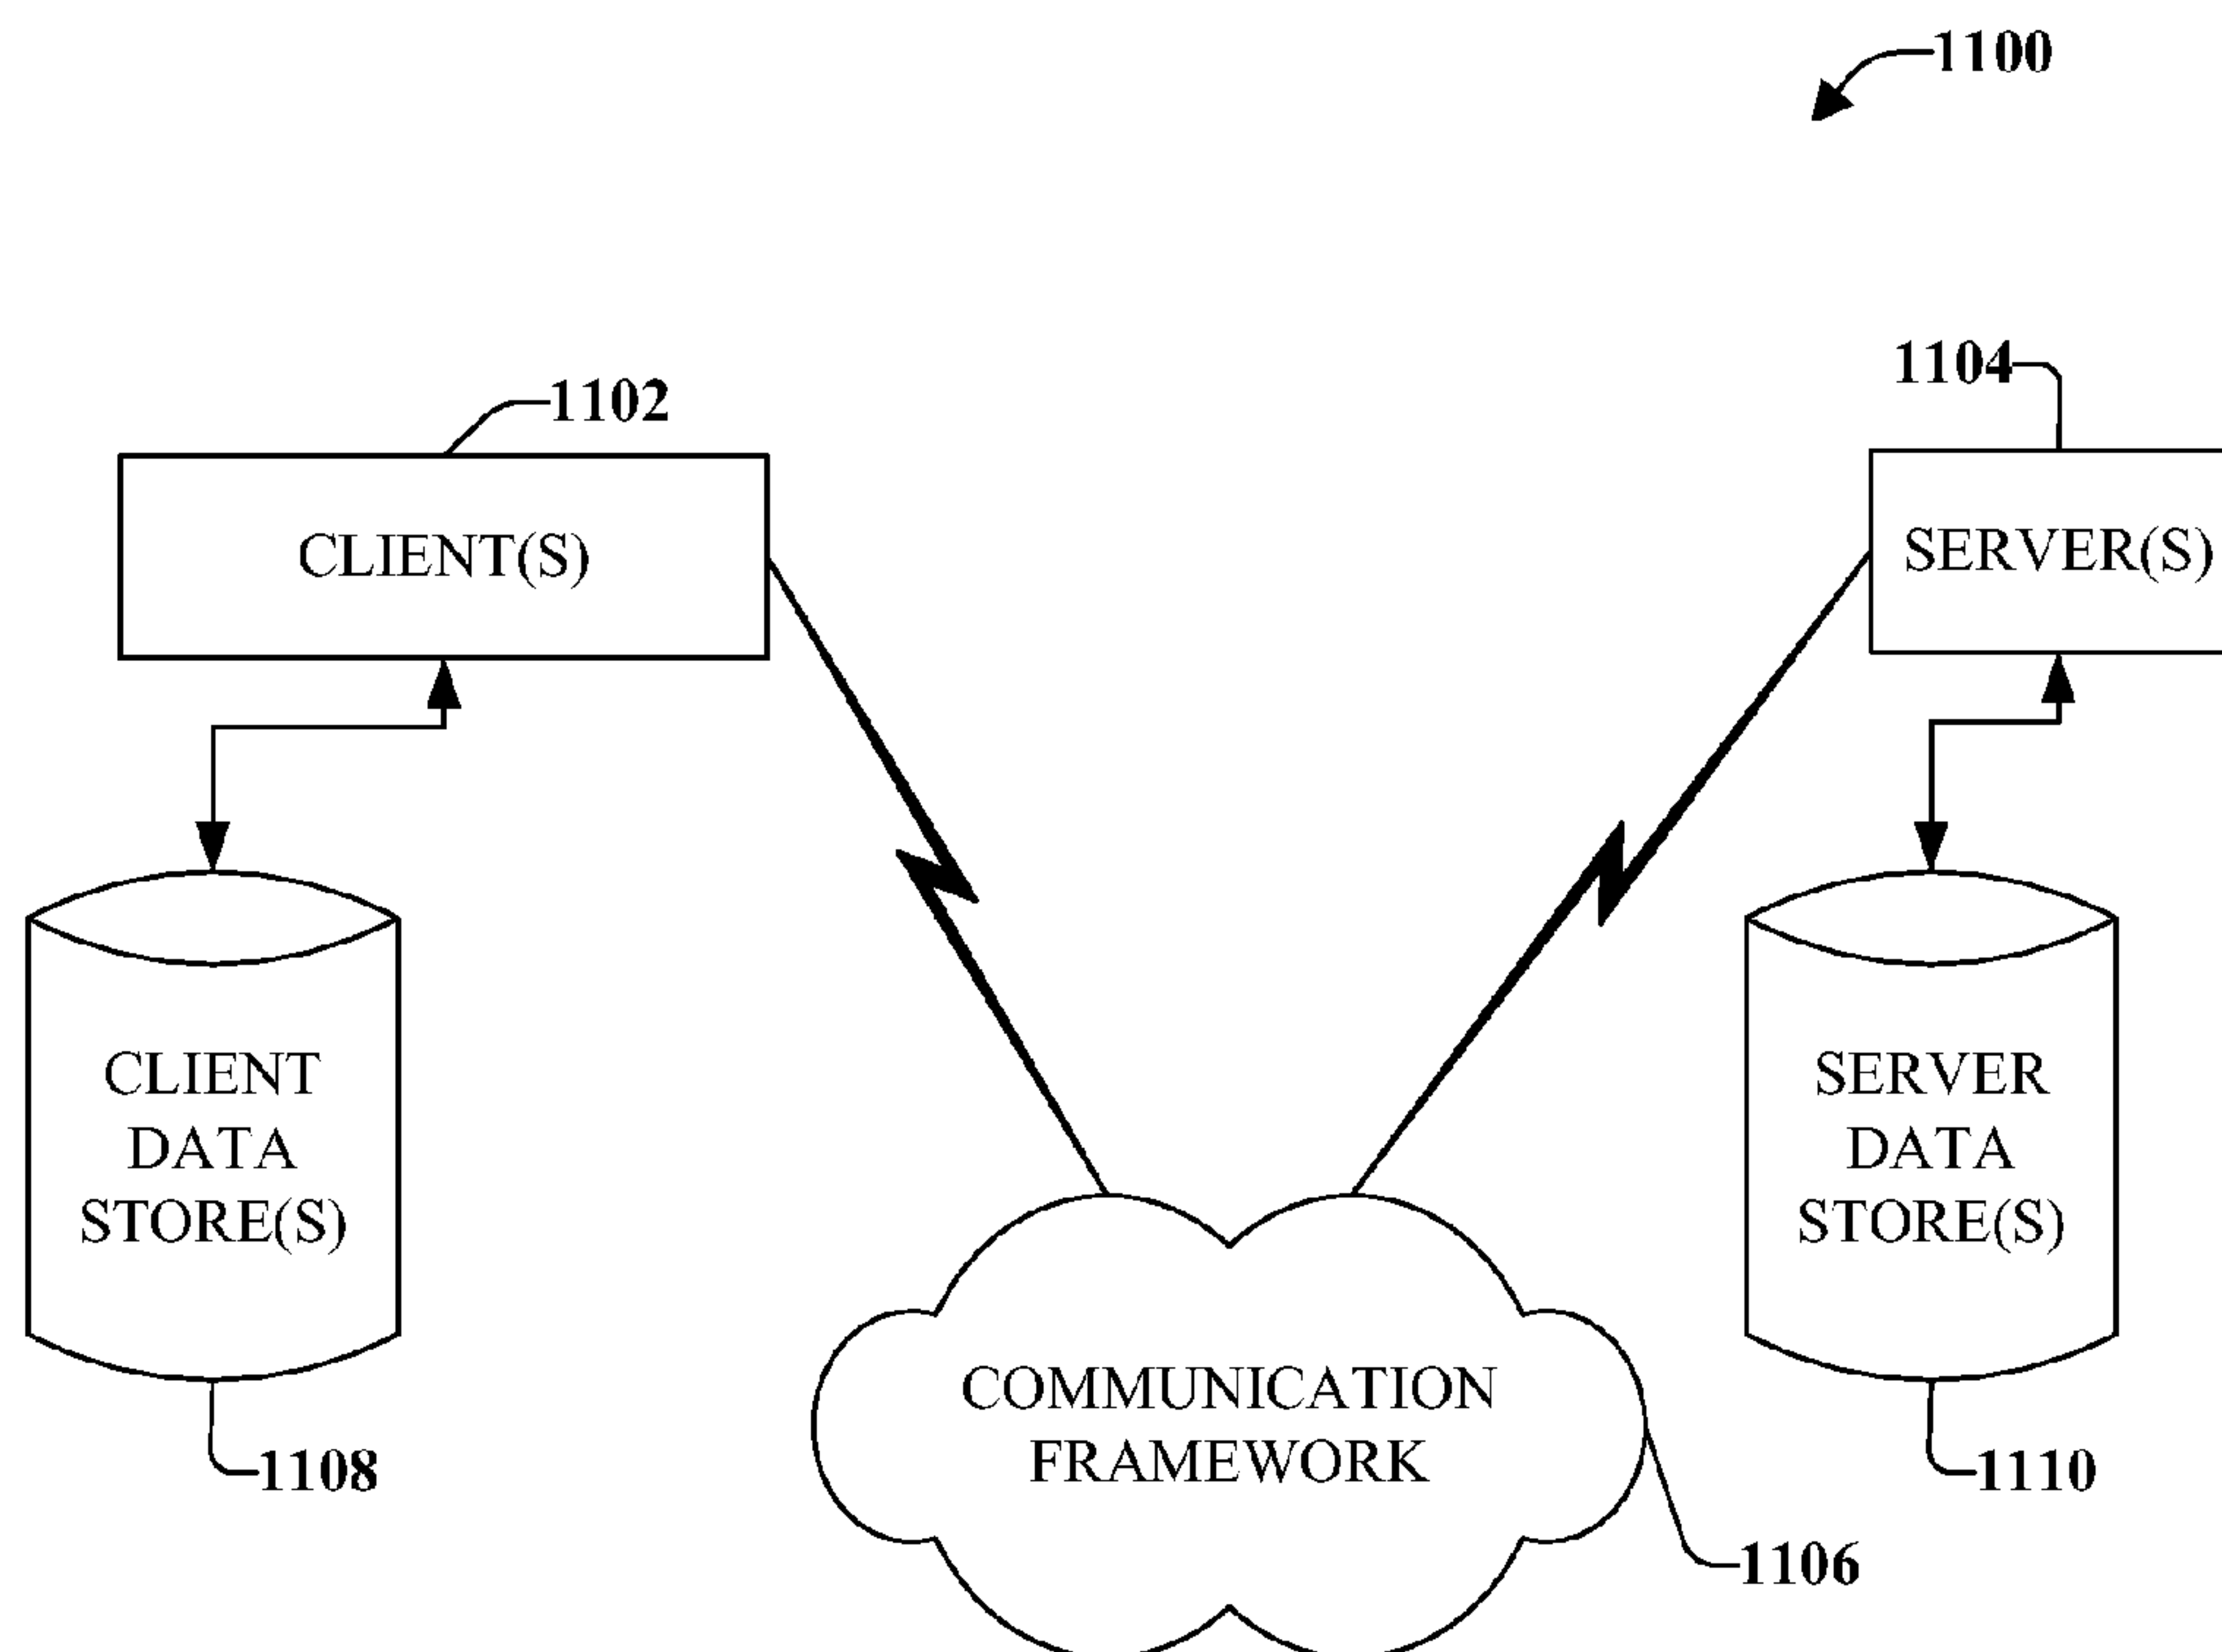 1100
1104
1102
CLIENT(S)
SERVER(S)
CLIENT
DATA
STORE(S)
SERVER
DATA
STORE(S)
COMMUNICATION
FRAMEWORK
1108
1110
1106